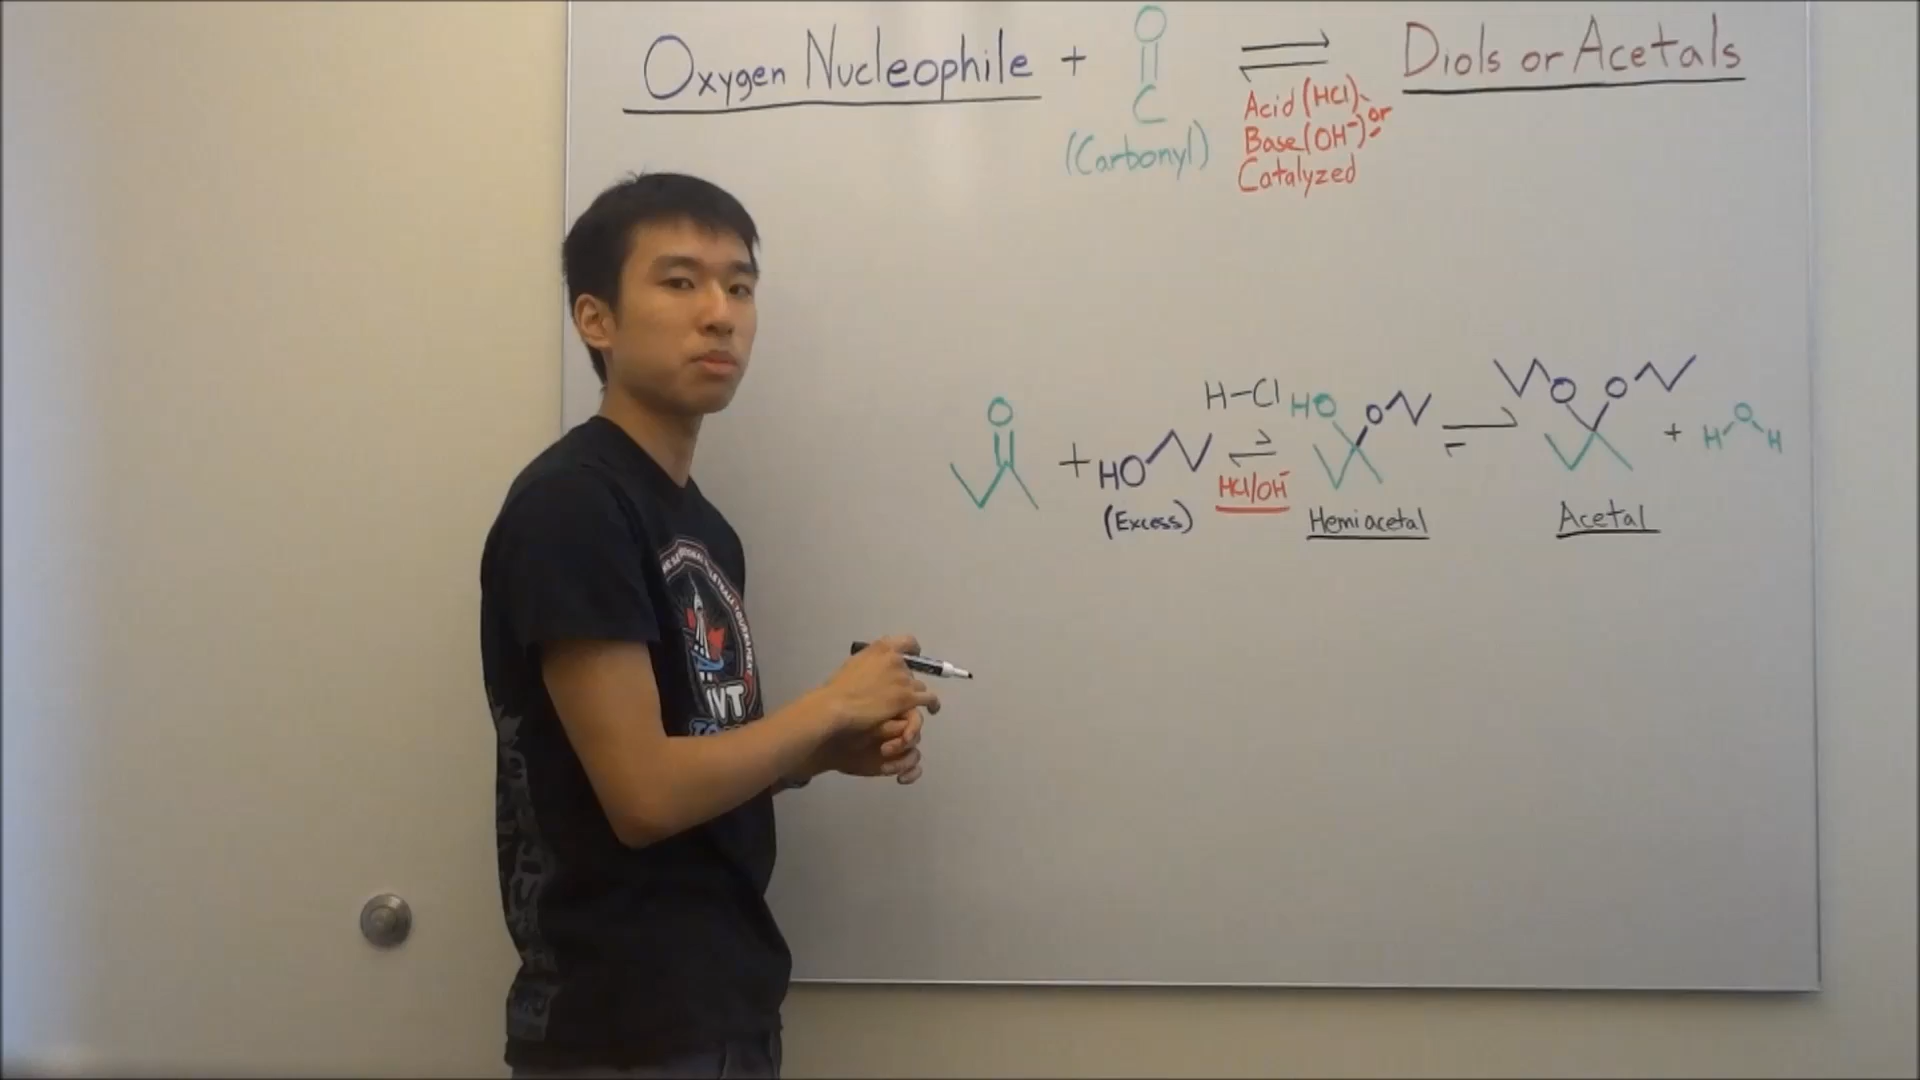 Oxygen Nucleophile + O C ⇌ Diols or Acetals
(Carbonyl)
Acid (HCl) or
Base (OH⁻)
Catalyzed
H-Cl
O + HO ⇌ HO O ⇌ O O + H O H
HCl/OH⁻
(Excess)
Hemiacetal
Acetal
IVT